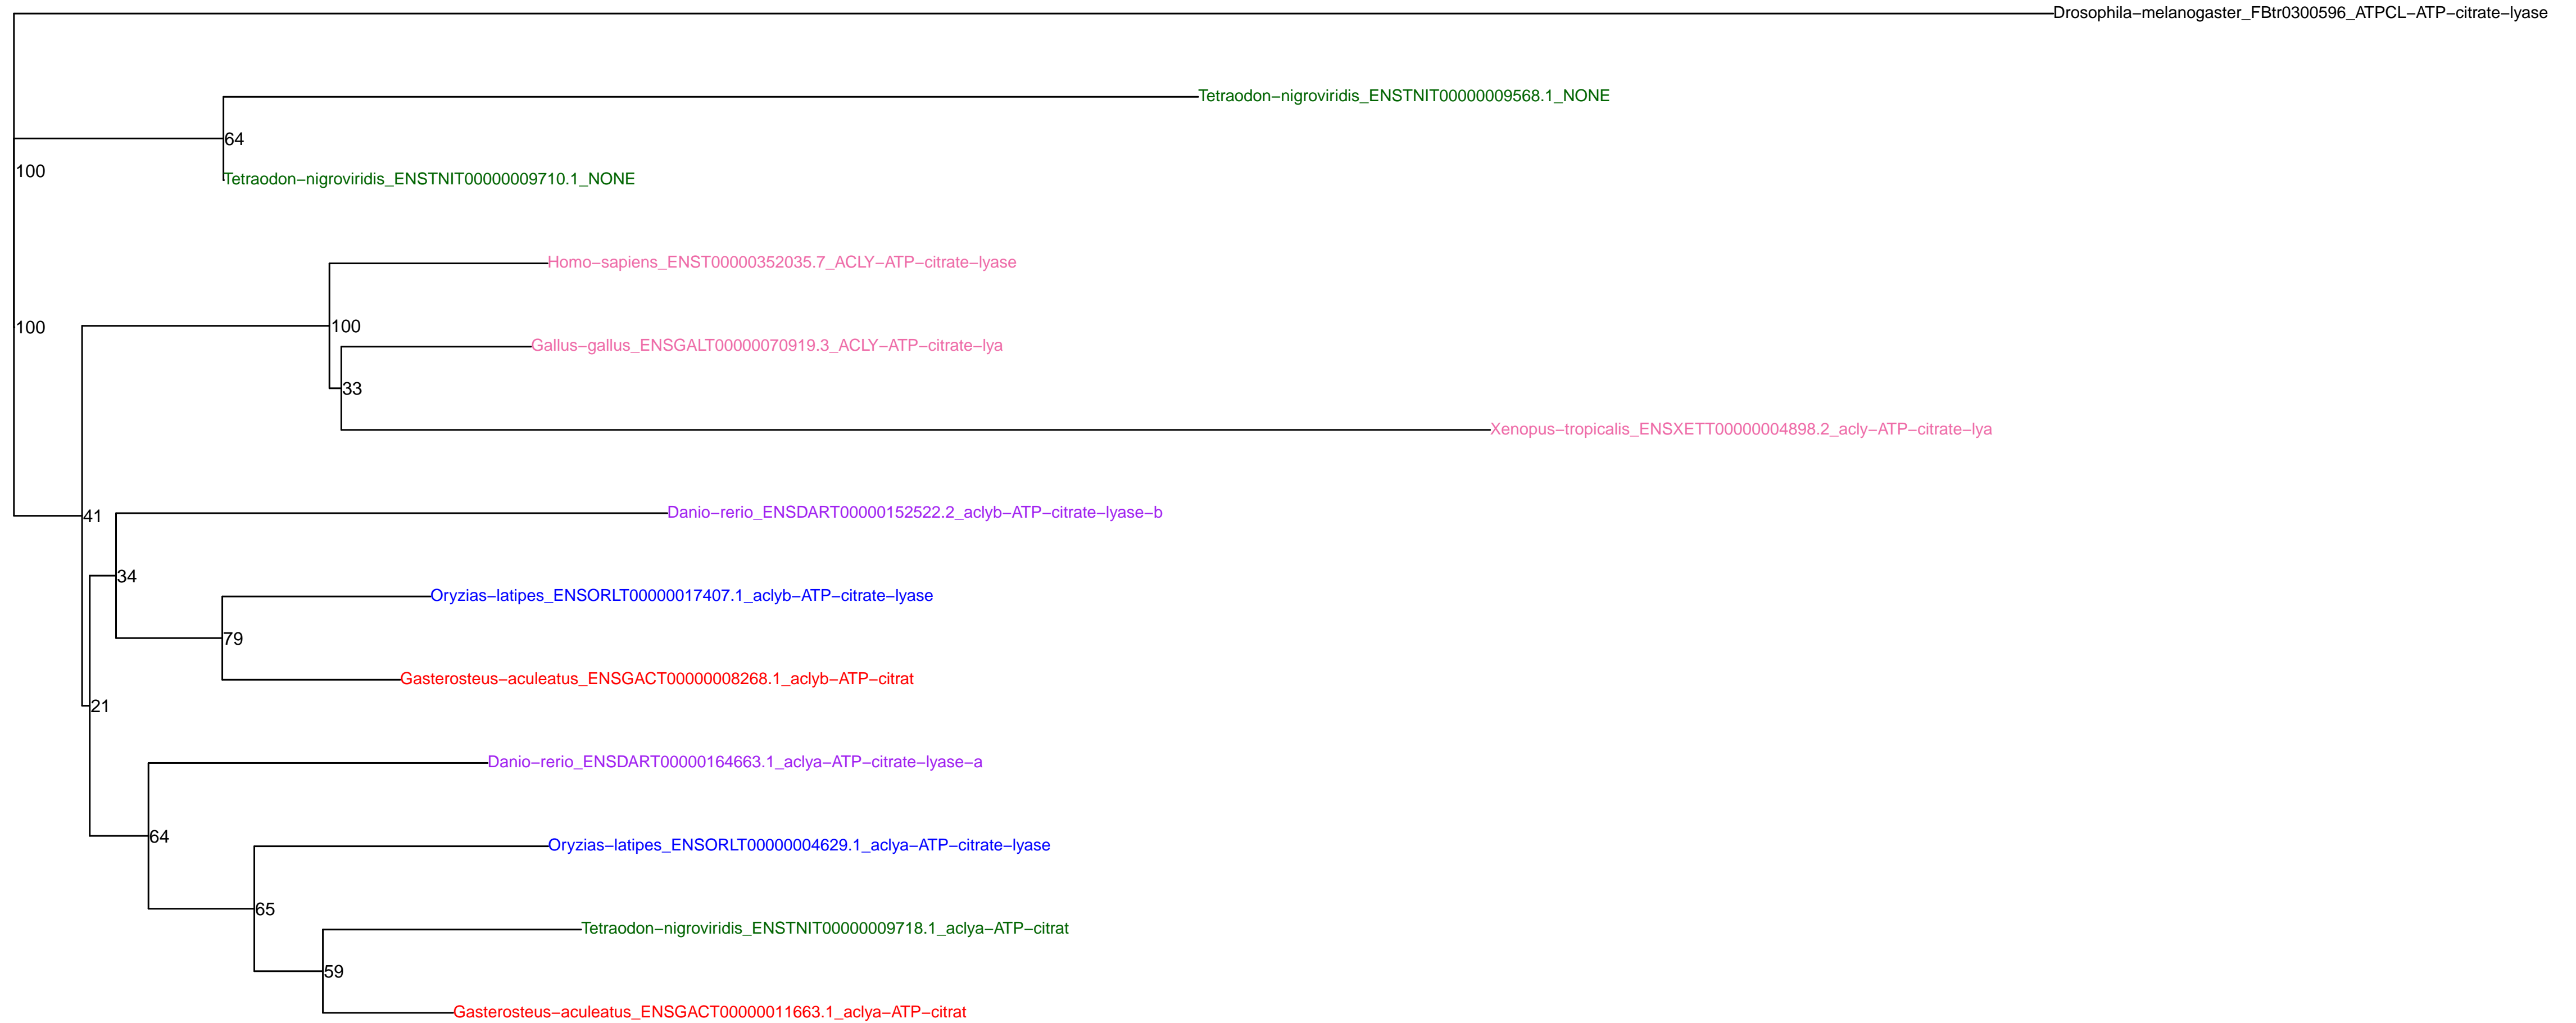 Drosophila−melanogaster_FBtr0300596_ATPCL−ATP−citrate−lyase
Tetraodon−nigroviridis_ENSTNIT00000009568.1_NONE
64
100
Tetraodon−nigroviridis_ENSTNIT00000009710.1_NONE
Homo−sapiens_ENST00000352035.7_ACLY−ATP−citrate−lyase
100
100
Gallus−gallus_ENSGALT00000070919.3_ACLY−ATP−citrate−lya
33
Xenopus−tropicalis_ENSXETT00000004898.2_acly−ATP−citrate−lya
41
Danio−rerio_ENSDART00000152522.2_aclyb−ATP−citrate−lyase−b
34
Oryzias−latipes_ENSORLT00000017407.1_aclyb−ATP−citrate−lyase
79
Gasterosteus−aculeatus_ENSGACT00000008268.1_aclyb−ATP−citrat
21
Danio−rerio_ENSDART00000164663.1_aclya−ATP−citrate−lyase−a
64
Oryzias−latipes_ENSORLT00000004629.1_aclya−ATP−citrate−lyase
65
Tetraodon−nigroviridis_ENSTNIT00000009718.1_aclya−ATP−citrat
59
Gasterosteus−aculeatus_ENSGACT00000011663.1_aclya−ATP−citrat